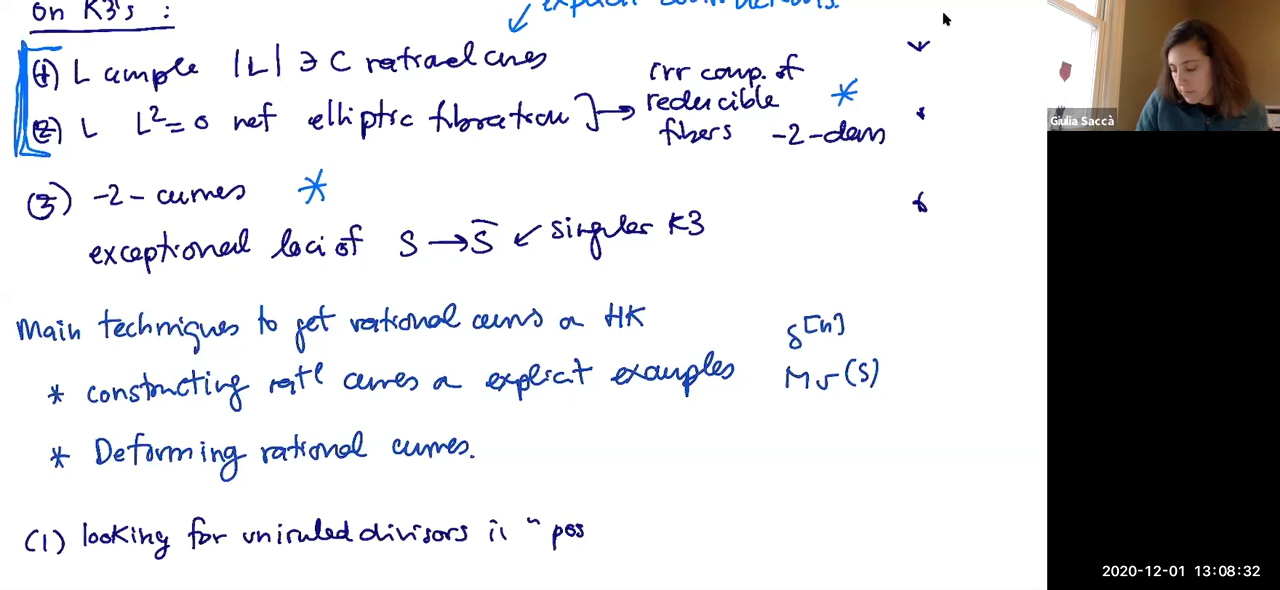 on K3's :
explicit
(1) L ample |L| ∋ C rational curves
irr comp. of
reducible *
fibers -2-curves
(2) L L²=0 nef elliptic fibration
(3) -2-curves *
exceptional loci of S → S̄ ↙ singular K3
Main techniques to get rational curves on HK
S^[n]
* constructing rat'l curves on explicit examples Mv(S)
* Deforming rational curves.
(1) looking for uniruled divisors in "pos
Giulia Saccà
2020-12-01 13:08:32